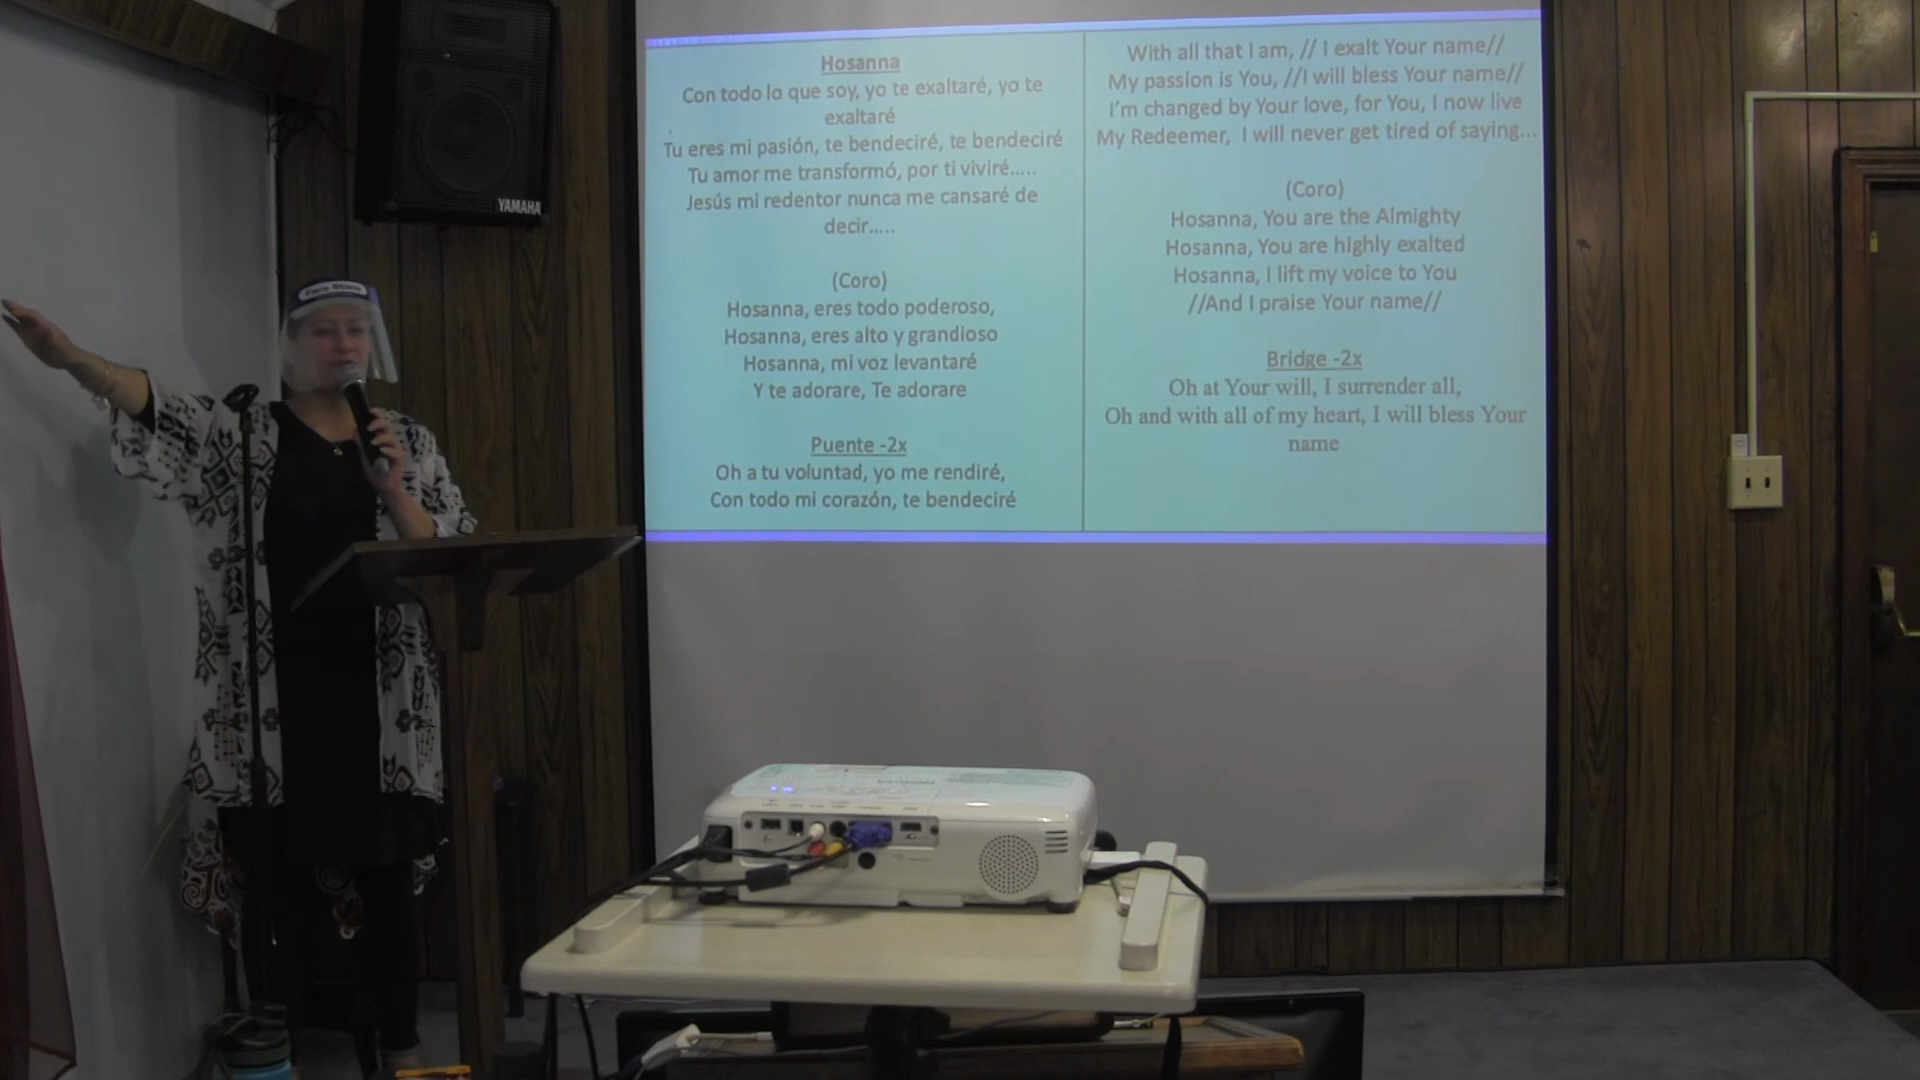 Hosanna
Con todo lo que soy, yo te exaltaré, yo te
exaltaré
Tu eres mi pasión, te bendeciré, te bendeciré
Tu amor me transformó, por ti viviré.....
Jesús mi redentor nunca me cansaré de
decir.....
(Coro)
Hosanna, eres todo poderoso,
Hosanna, eres alto y grandioso
Hosanna, mi voz levantaré
Y te adorare, Te adorare
Puente -2x
Oh a tu voluntad, yo me rendiré,
Con todo mi corazón, te bendeciré
With all that I am, // I exalt Your name//
My passion is You, //I will bless Your name//
I'm changed by Your love, for You, I now live
My Redeemer, I will never get tired of saying...
(Coro)
Hosanna, You are the Almighty
Hosanna, You are highly exalted
Hosanna, I lift my voice to You
//And I praise Your name//
Bridge -2x
Oh at Your will, I surrender all,
Oh and with all of my heart, I will bless Your
name
YAMAHA
Face Shield